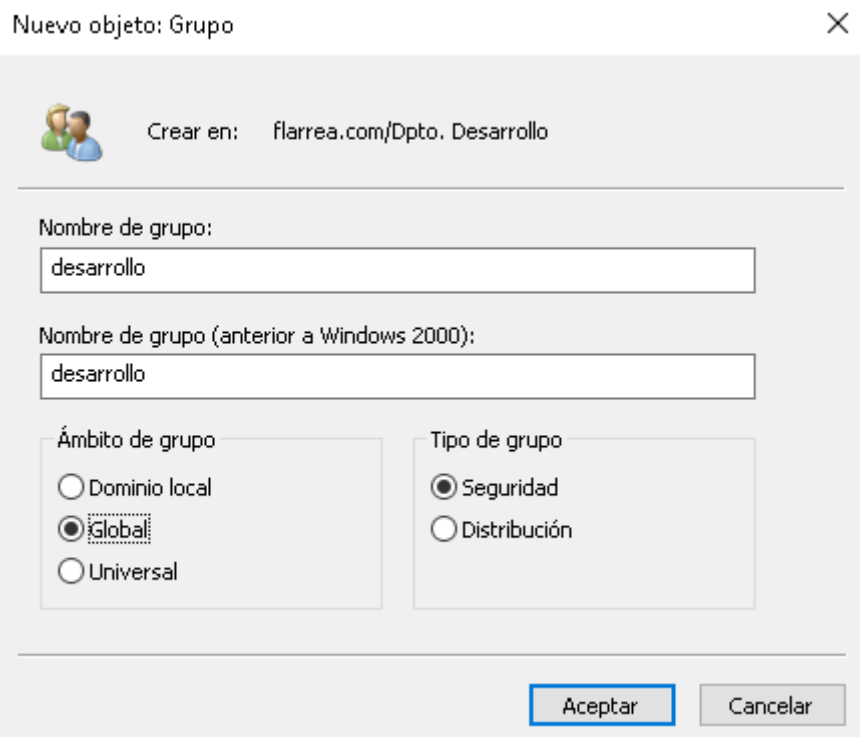 Nuevo objeto: Grupo
Crear en: flarrea.com/Dpto. Desarrollo
Nombre de grupo:
desarrollo
Nombre de grupo (anterior a Windows 2000):
desarrollo
Ámbito de grupo
Dominio local
Global
Universal
Tipo de grupo
Seguridad
Distribución
Aceptar Cancelar